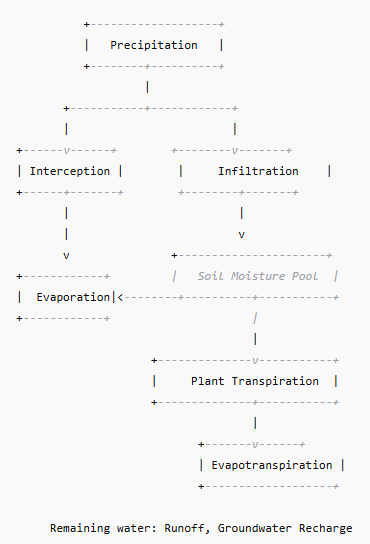 Precipitation
Interception
Infiltration
Soil Moisture Pool
Evaporation
Plant Transpiration
Evapotranspiration
Remaining water: Runoff, Groundwater Recharge